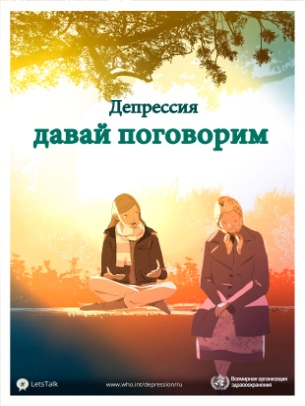 Депрессия
давай поговорим
LetsTalk
www.who.int/depression/ru
Всемирная организация
здравоохранения